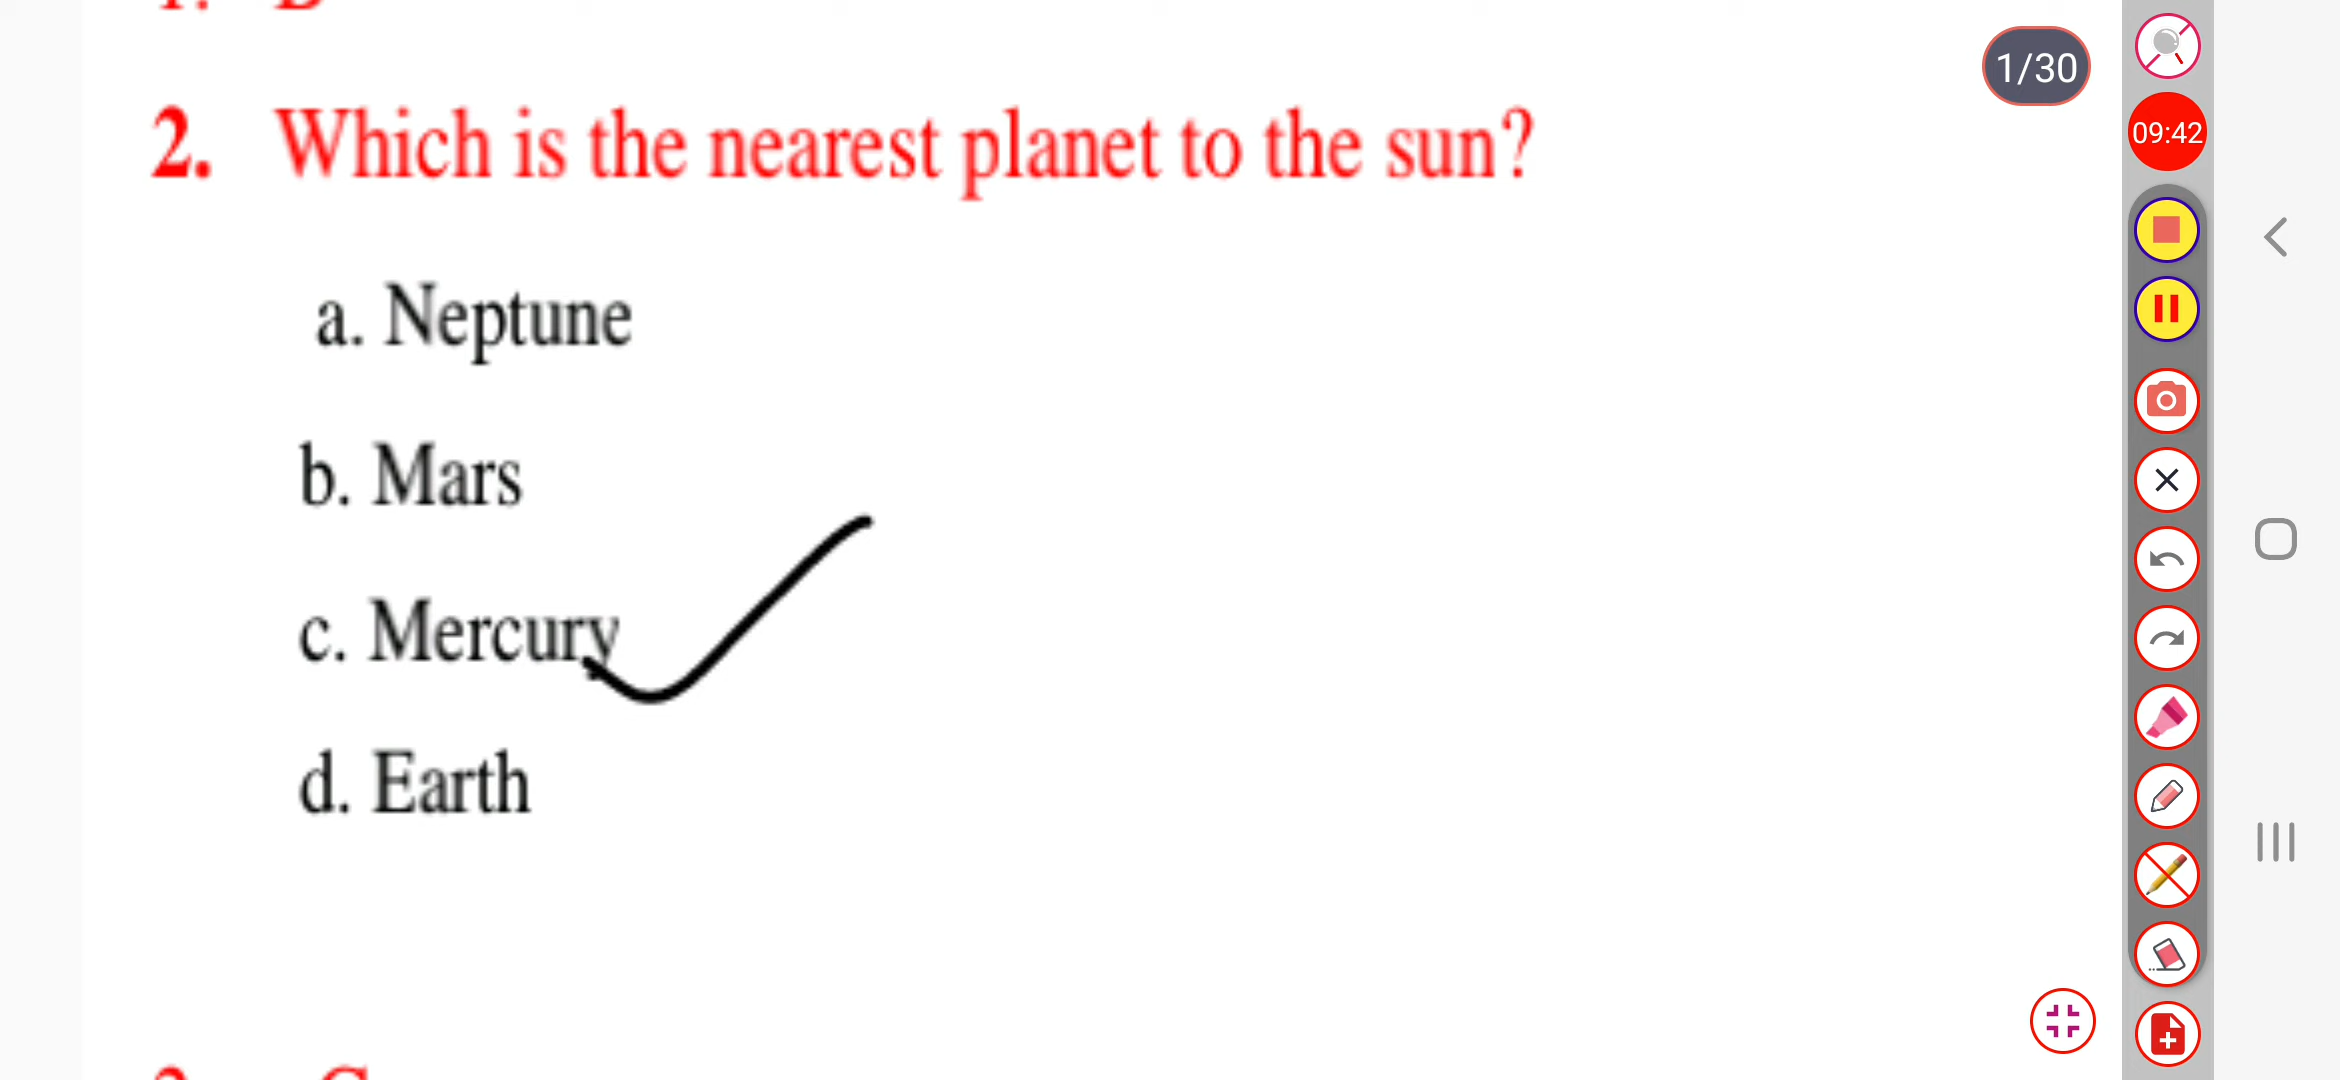 1/30
09:42
2. Which is the nearest planet to the sun?
a. Neptune
b. Mars
c. Mercury
d. Earth